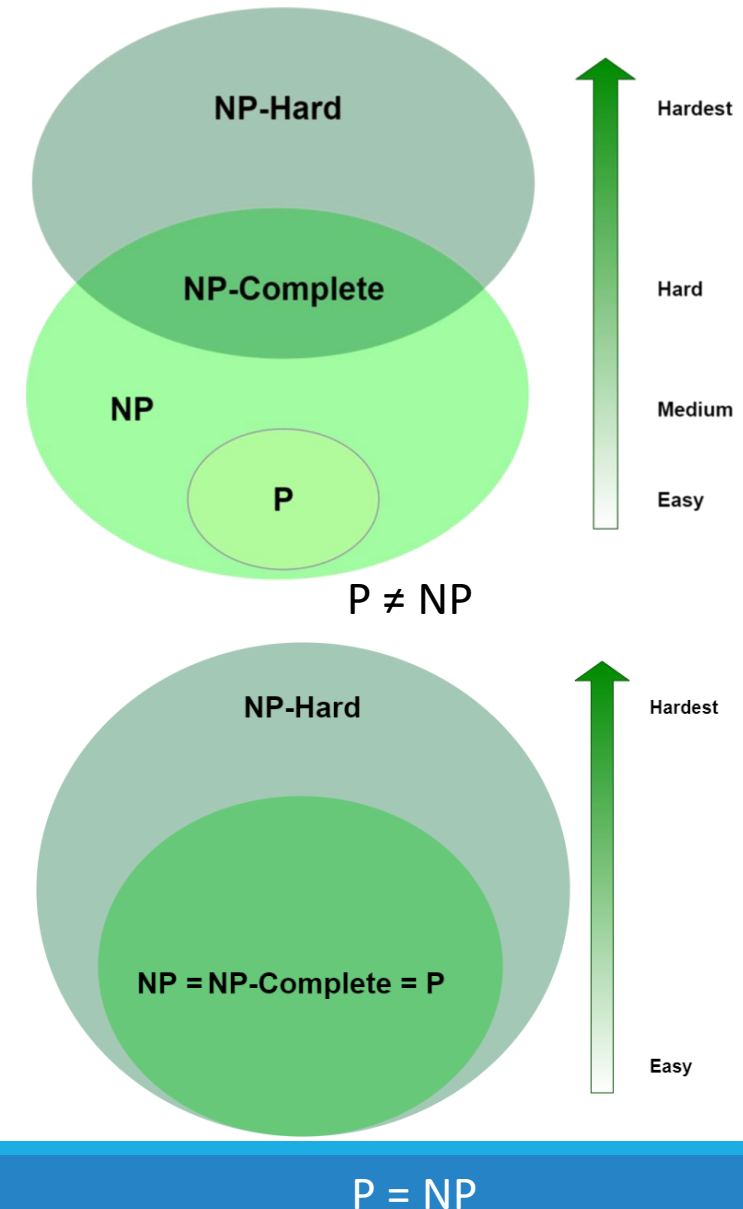 NP-Hard
Hardest
NP-Complete
Hard
NP
Medium
P
Easy
P ≠ NP
NP-Hard
Hardest
NP = NP-Complete = P
Easy
P = NP